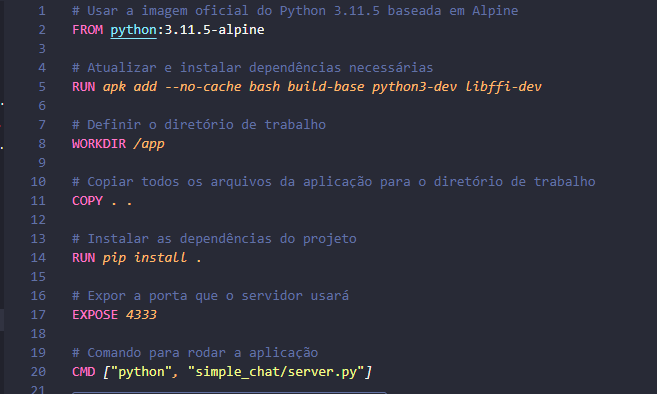 1 # Usar a imagem oficial do Python 3.11.5 baseada em Alpine
2 FROM python:3.11.5-alpine
3
4 # Atualizar e instalar dependências necessárias
5 RUN apk add --no-cache bash build-base python3-dev libffi-dev
6
7 # Definir o diretório de trabalho
8 WORKDIR /app
9
10 # Copiar todos os arquivos da aplicação para o diretório de trabalho
11 COPY . .
12
13 # Instalar as dependências do projeto
14 RUN pip install .
15
16 # Expor a porta que o servidor usará
17 EXPOSE 4333
18
19 # Comando para rodar a aplicação
20 CMD ["python", "simple_chat/server.py"]
21